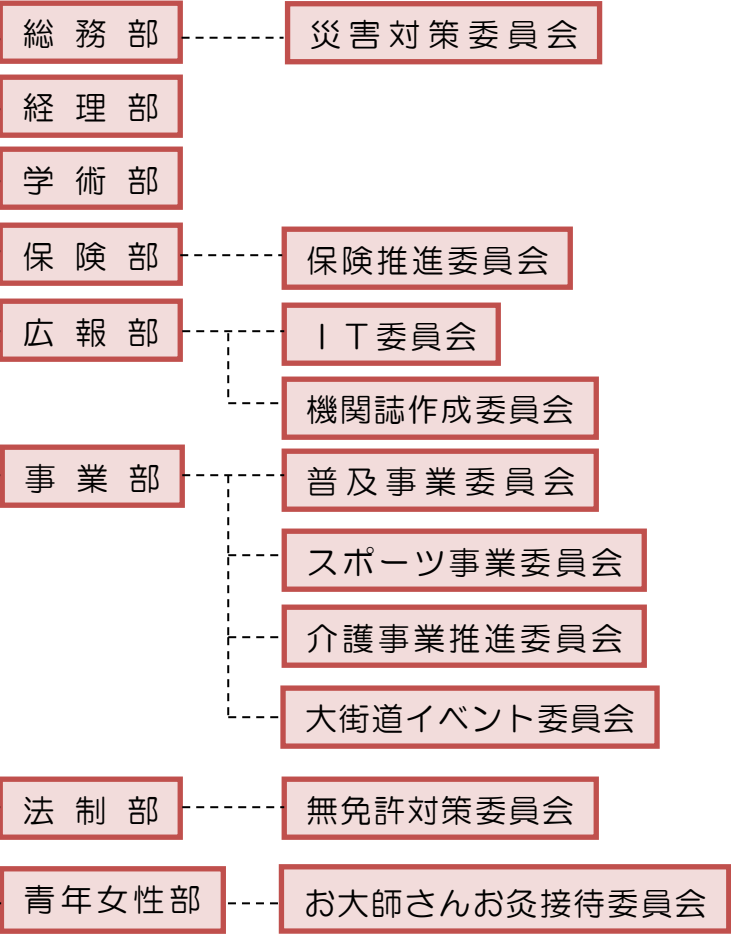 総務部
災害対策委員会
経理部
学術部
保険部
保険推進委員会
広報部
IT委員会
機関誌作成委員会
事業部
普及事業委員会
スポーツ事業委員会
介護事業推進委員会
大街道イベント委員会
法制部
無免許対策委員会
青年女性部
お大師さんお灸接待委員会